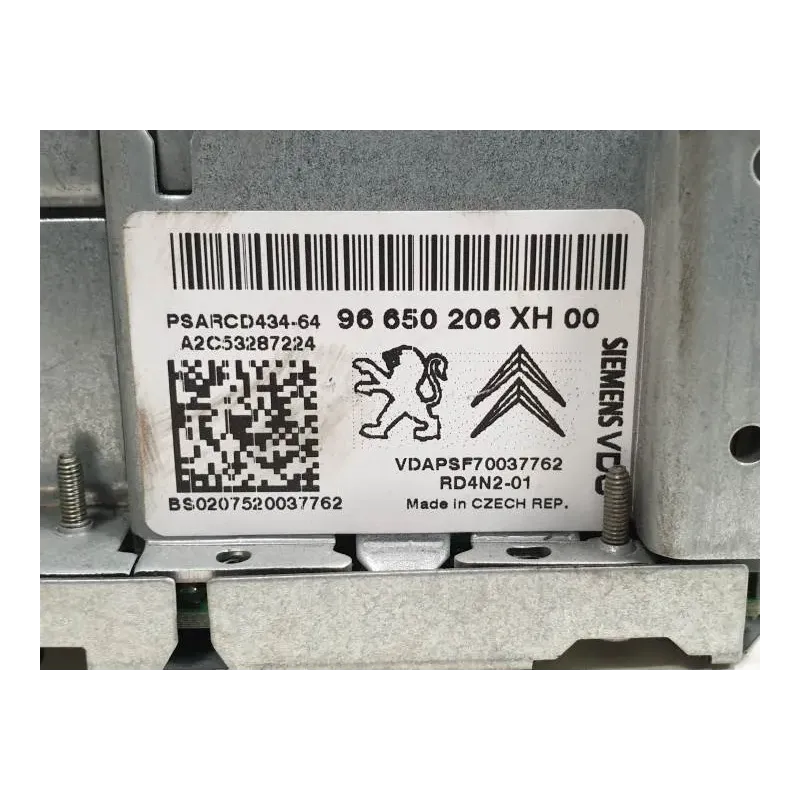 PSARCD434-64 96 650 206 XH 00
A2C53287224
SIEMENS VDO
VDAPSF70037762
RD4N2-01
BS0207520037762
Made in CZECH REP.